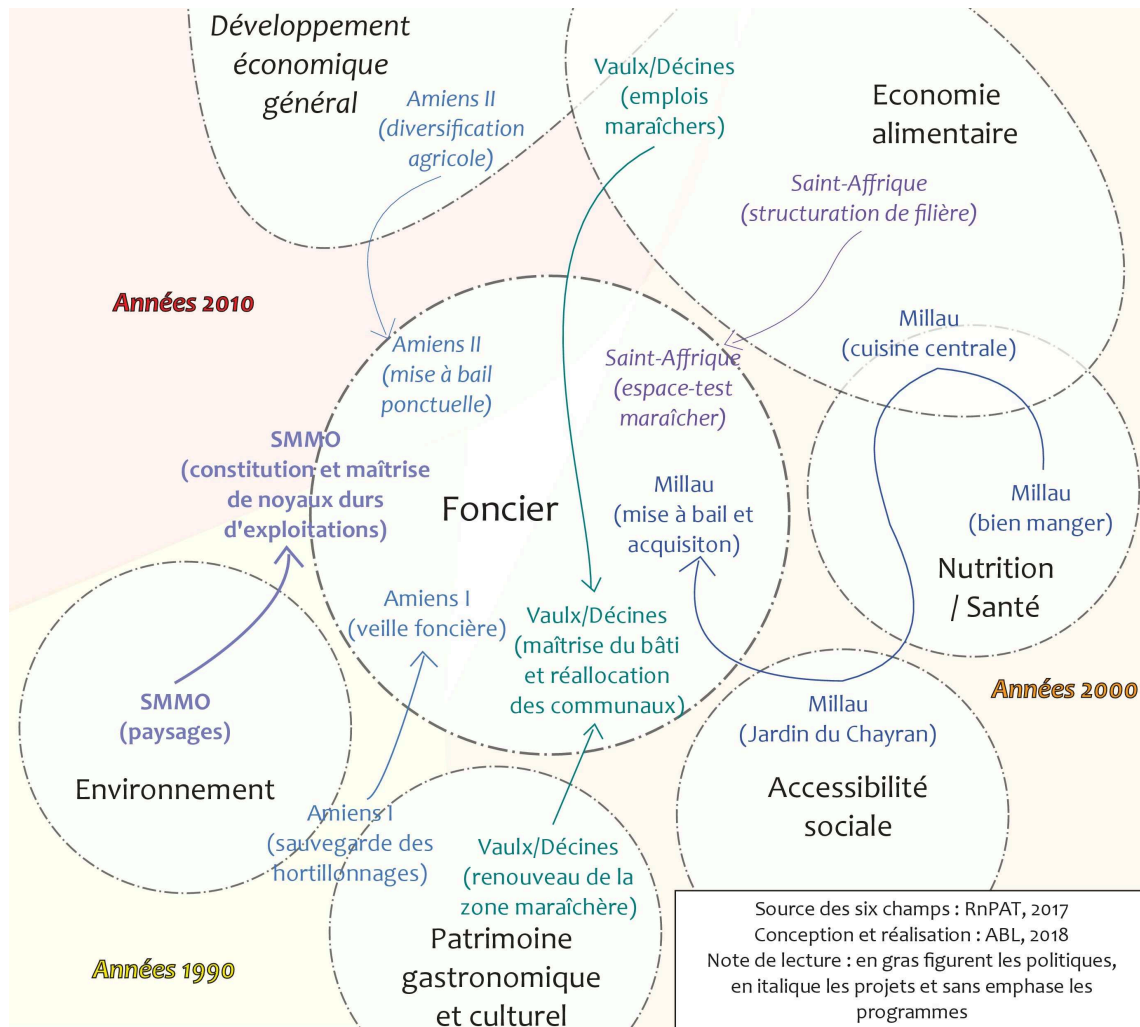 Développement
économique
général
Amiens II
(diversification
agricole)
Vaulx/Décines
(emplois
maraîchers)
Economie
alimentaire
Saint-Affrique
(structuration de filière)
Années 2010
Amiens II
(mise à bail
ponctuelle)
Saint-Affrique
(espace-test
maraîcher)
Millau
(cuisine centrale)
SMMO
(constitution et maîtrise
de noyaux durs
d'exploitations)
Foncier
Millau
(mise à bail et
acquisiton)
Millau
(bien manger)
Nutrition
/ Santé
Amiens I
(veille foncière)
Vaulx/Décines
(maîtrise du bâti
et réallocation
des communaux)
Années 2000
SMMO
(paysages)
Environnement
Millau
(Jardin du Chayran)
Accessibilité
sociale
Amiens I
(sauvegarde des
hortillonnages)
Vaulx/Décines
(renouveau de la
zone maraîchère)
Patrimoine
gastronomique
et culturel
Années 1990
Source des six champs : RnPAT, 2017
Conception et réalisation : ABL, 2018
Note de lecture : en gras figurent les politiques,
en italique les projets et sans emphase les
programmes